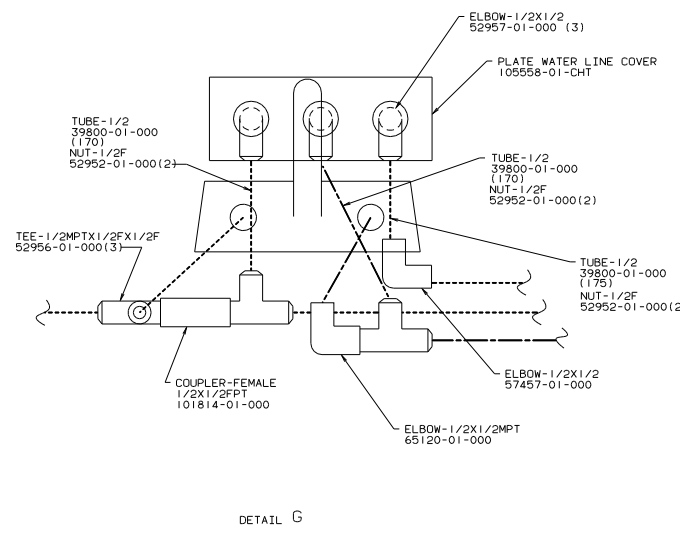 ELBOW-1/2X1/2
52957-01-000 (3)
PLATE WATER LINE COVER
105558-01-CHT
TUBE-1/2
39800-01-000
(170)
NUT-1/2F
52952-01-000(2)
TUBE-1/2
39800-01-000
(170)
NUT-1/2F
52952-01-000(2)
TEE-1/2MPTX1/2FX1/2F
52956-01-000(3)
TUBE-1/2
39800-01-000
(175)
NUT-1/2F
52952-01-000(2
ELBOW-1/2X1/2
57457-01-000
COUPLER-FEMALE
1/2X1/2FPT
101814-01-000
ELBOW-1/2X1/2MPT
65120-01-000
DETAIL G